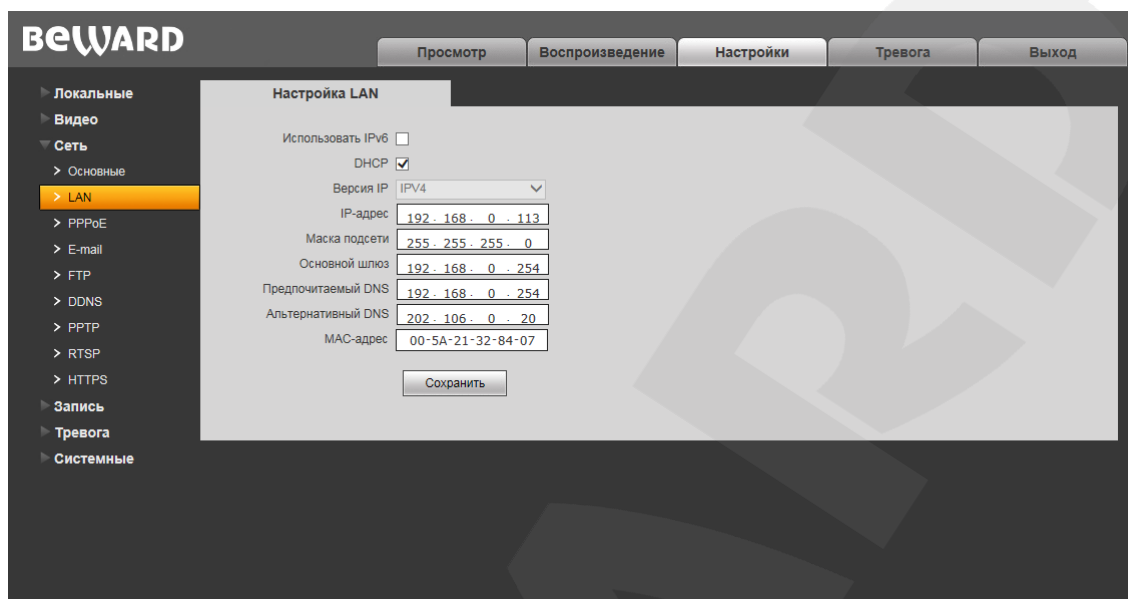 BEWARD
Просмотр Воспроизведение Настройки Тревога Выход
Локальные
Видео
Сеть
> Основные
> LAN
> PPPoE
> E-mail
> FTP
> DDNS
> PPTP
> RTSP
> HTTPS
Запись
Тревога
Системные
Настройка LAN
Использовать IPv6
DHCP
Версия IP IPV4
IP-адрес 192 . 168 . 0 . 113
Маска подсети 255 . 255 . 255 . 0
Основной шлюз 192 . 168 . 0 . 254
Предпочитаемый DNS 192 . 168 . 0 . 254
Альтернативный DNS 202 . 106 . 0 . 20
MAC-адрес 00-5A-21-32-84-07
Сохранить